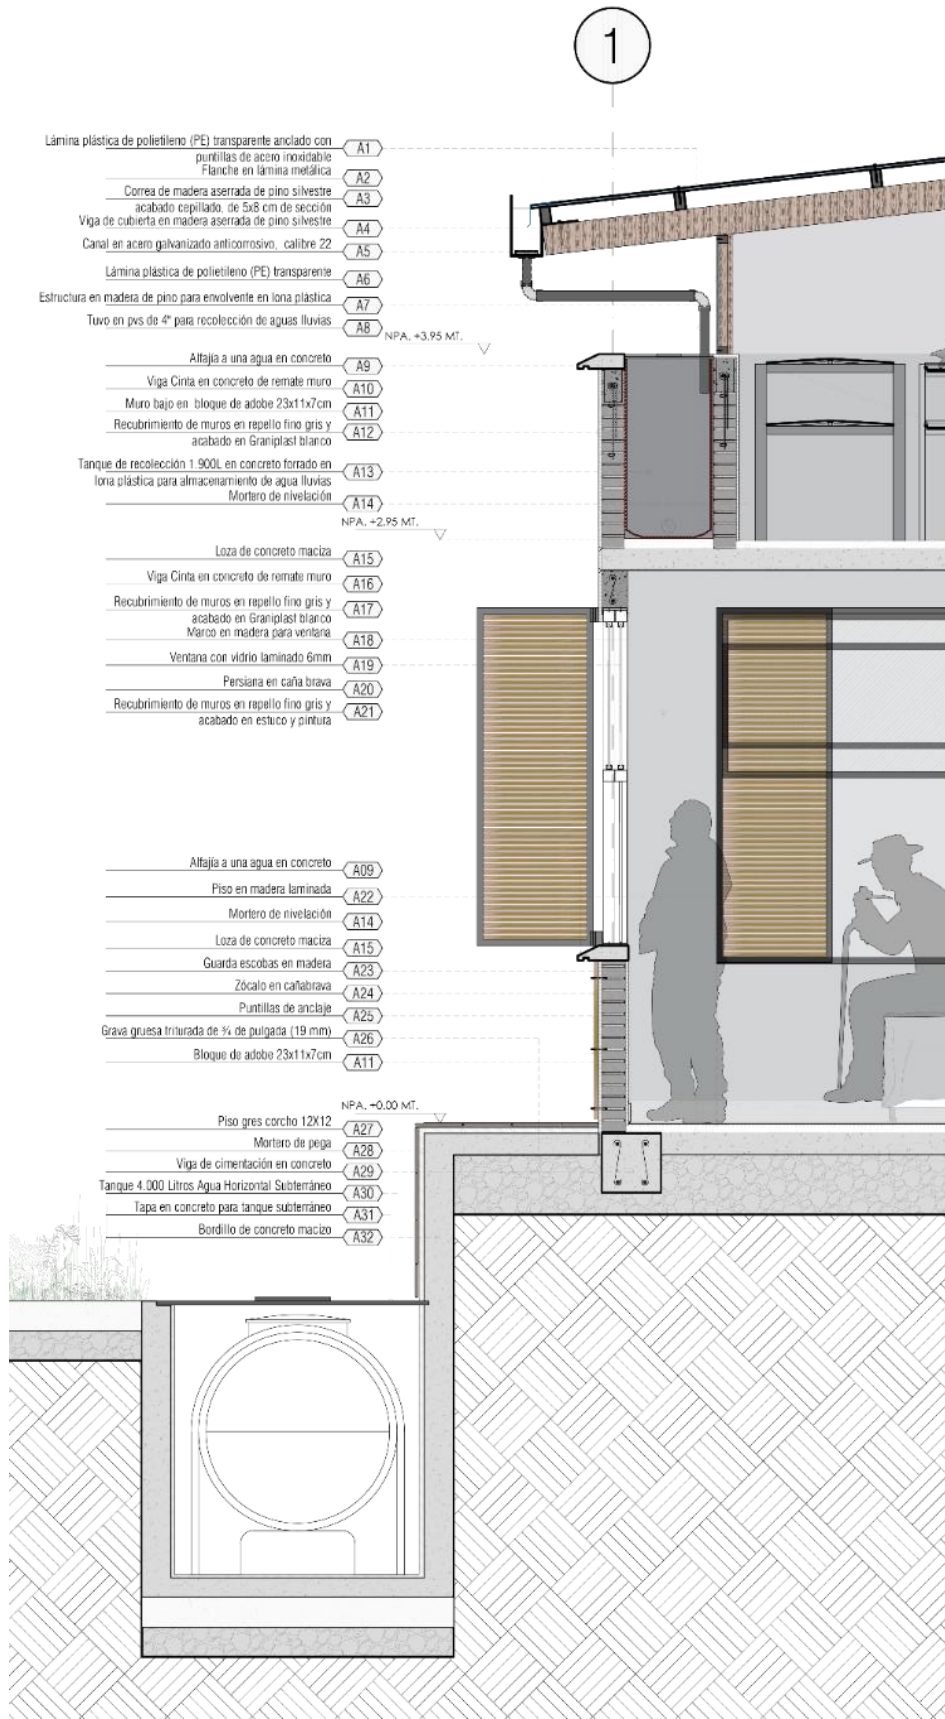 1
Lámina plástica de polietileno (PE) transparente anclado con
puntillas de acero inoxidable
A1
Flanche en lámina metálica
A2
Correa de madera aserrada de pino silvestre
acabado cepillado, de 5x8 cm de sección
A3
Viga de cubierta en madera aserrada de pino silvestre
A4
Canal en acero galvanizado anticorrosivo, calibre 22
A5
Lámina plástica de polietileno (PE) transparente
A6
Estructura en madera de pino para envolvente en lona plástica
A7
Tuvo en pvs de 4" para recolección de aguas lluvias
A8
NPA. +3.95 MT.
Alfajía a una agua en concreto
A9
Viga Cinta en concreto de remate muro
A10
Muro bajo en bloque de adobe 23x11x7cm
A11
Recubrimiento de muros en repello fino gris y
acabado en Graniplast blanco
A12
Tanque de recolección 1.900L en concreto forrado en
lona plástica para almacenamiento de agua lluvias
A13
Mortero de nivelación
A14
NPA. +2.95 MT.
Loza de concreto maciza
A15
Viga Cinta en concreto de remate muro
A16
Recubrimiento de muros en repello fino gris y
acabado en Graniplast blanco
A17
Marco en madera para ventana
A18
Ventana con vidrio laminado 6mm
A19
Persiana en caña brava
A20
Recubrimiento de muros en repello fino gris y
acabado en estuco y pintura
A21
Alfajía a una agua en concreto
A09
Piso en madera laminada
A22
Mortero de nivelación
A14
Loza de concreto maciza
A15
Guarda escobas en madera
A23
Zócalo en cañabrava
A24
Puntillas de anclaje
A25
Grava gruesa triturada de ¾ de pulgada (19 mm)
A26
Bloque de adobe 23x11x7cm
A11
NPA. +0.00 MT.
Piso gres corcho 12X12
A27
Mortero de pega
A28
Viga de cimentación en concreto
A29
Tanque 4.000 Litros Agua Horizontal Subterráneo
A30
Tapa en concreto para tanque subterráneo
A31
Bordillo de concreto macizo
A32